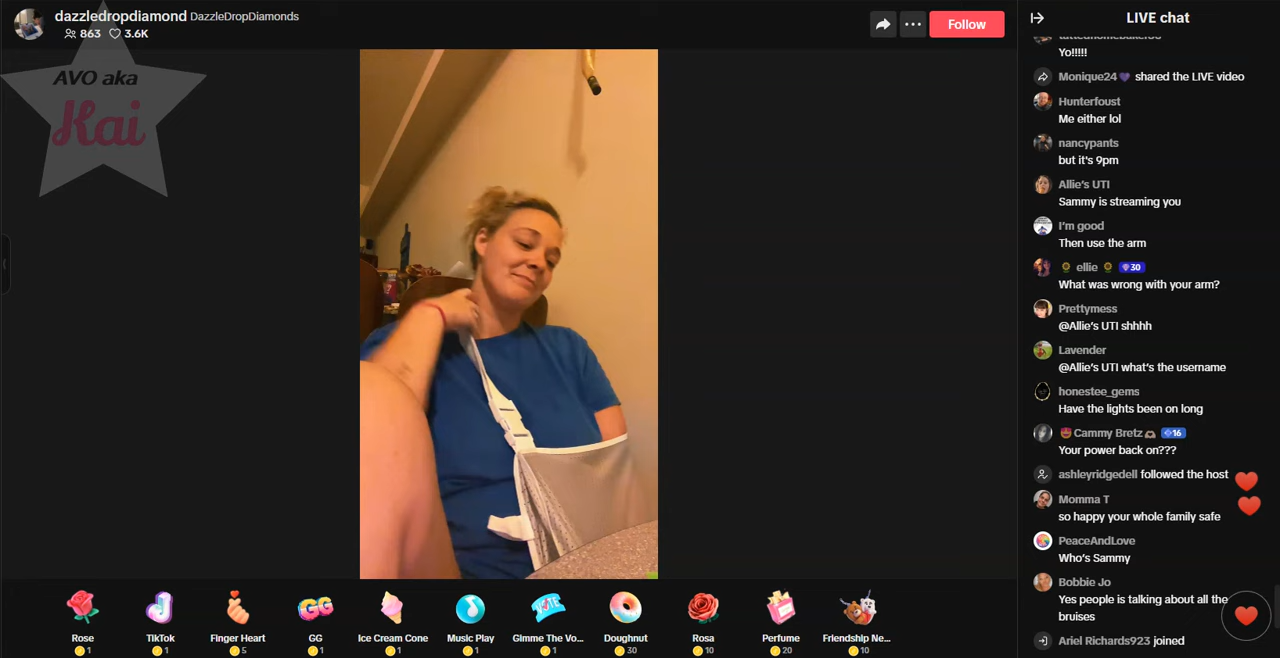 dazzledropdiamond DazzleDropDiamonds
863 3.6K
Follow
AVO aka
Kai
LIVE chat
Yo!!!!!
Monique24💜 shared the LIVE video
Hunterfoust
Me either lol
nancypants
but it's 9pm
Allie's UTI
Sammy is streaming you
I'm good
Then use the arm
🌻 ellie 🌻 30
What was wrong with your arm?
Prettymess
@Allie's UTI shhhh
Lavender
@Allie's UTI what's the username
honestee_gems
Have the lights been on long
Cammy Bretz 16
Your power back on???
ashleyridgedell followed the host
Momma T
so happy your whole family safe
PeaceAndLove
Who's Sammy
Bobbie Jo
Yes people is talking about all the
bruises
Ariel Richards923 joined
GG
VOTE
Rose TikTok Finger Heart GG Ice Cream Cone Music Play Gimme The Vo... Doughnut Rosa Perfume Friendship Ne...
1 1 5 1 1 1 1 30 10 20 10